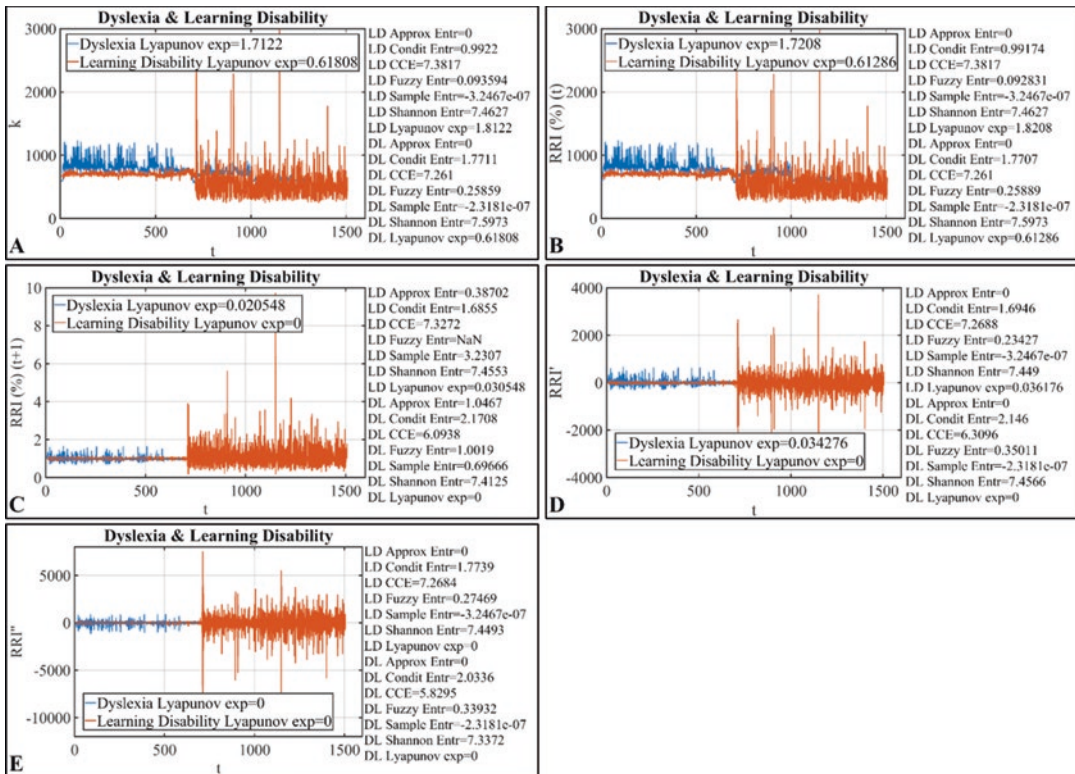 Dyslexia & Learning Disability
3000
2000
1000
0
k
0
500
1000
1500
t
Dyslexia Lyapunov exp=1.7122
Learning Disability Lyapunov exp=0.61808
LD Approx Entr=0
LD Condit Entr=0.9922
LD CCE=7.3817
LD Fuzzy Entr=0.093594
LD Sample Entr=-3.2467e-07
LD Shannon Entr=7.4627
LD Lyapunov exp=1.8122
DL Approx Entr=0
DL Condit Entr=1.7711
DL CCE=7.261
DL Fuzzy Entr=0.25859
DL Sample Entr=-2.3181e-07
DL Shannon Entr=7.5973
DL Lyapunov exp=0.61808
A
Dyslexia & Learning Disability
3000
2000
1000
0
RRI (%) (t)
0
500
1000
1500
t
Dyslexia Lyapunov exp=1.7208
Learning Disability Lyapunov exp=0.61286
LD Approx Entr=0
LD Condit Entr=0.99174
LD CCE=7.3817
LD Fuzzy Entr=0.092831
LD Sample Entr=-3.2467e-07
LD Shannon Entr=7.4627
LD Lyapunov exp=1.8208
DL Approx Entr=0
DL Condit Entr=1.7707
DL CCE=7.261
DL Fuzzy Entr=0.25889
DL Sample Entr=-2.3181e-07
DL Shannon Entr=7.5973
DL Lyapunov exp=0.61286
B
Dyslexia & Learning Disability
10
8
6
4
2
0
RRI (%) (t+1)
0
500
1000
1500
t
Dyslexia Lyapunov exp=0.020548
Learning Disability Lyapunov exp=0
LD Approx Entr=0.38702
LD Condit Entr=1.6855
LD CCE=7.3272
LD Fuzzy Entr=NaN
LD Sample Entr=3.2307
LD Shannon Entr=7.4553
LD Lyapunov exp=0.030548
DL Approx Entr=1.0467
DL Condit Entr=2.1708
DL CCE=6.0938
DL Fuzzy Entr=1.0019
DL Sample Entr=0.69666
DL Shannon Entr=7.4125
DL Lyapunov exp=0
C
Dyslexia & Learning Disability
4000
2000
0
-2000
-4000
RRI'
0
500
1000
1500
t
Dyslexia Lyapunov exp=0.034276
Learning Disability Lyapunov exp=0
LD Approx Entr=0
LD Condit Entr=1.6946
LD CCE=7.2688
LD Fuzzy Entr=0.23427
LD Sample Entr=-3.2467e-07
LD Shannon Entr=7.449
LD Lyapunov exp=0.036176
DL Approx Entr=0
DL Condit Entr=2.146
DL CCE=6.3096
DL Fuzzy Entr=0.35011
DL Sample Entr=-2.3181e-07
DL Shannon Entr=7.4566
DL Lyapunov exp=0
D
Dyslexia & Learning Disability
5000
0
-5000
-10000
RRI"
0
500
1000
1500
t
Dyslexia Lyapunov exp=0
Learning Disability Lyapunov exp=0
LD Approx Entr=0
LD Condit Entr=1.7739
LD CCE=7.2684
LD Fuzzy Entr=0.27469
LD Sample Entr=-3.2467e-07
LD Shannon Entr=7.4493
LD Lyapunov exp=0
DL Approx Entr=0
DL Condit Entr=2.0336
DL CCE=5.8295
DL Fuzzy Entr=0.33932
DL Sample Entr=-2.3181e-07
DL Shannon Entr=7.3372
DL Lyapunov exp=0
E